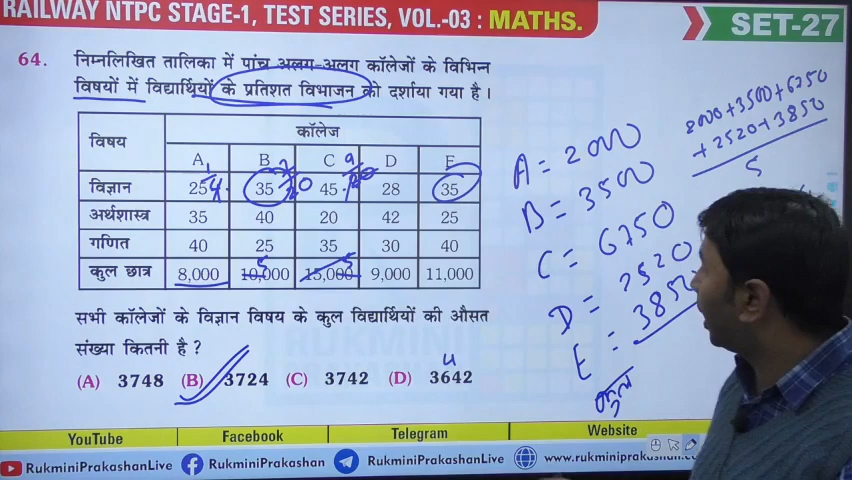 RAILWAY NTPC STAGE-1, TEST SERIES, VOL.-03 : MATHS.
SET-27
64. निम्नलिखित तालिका में पांच अलग-अलग कॉलेजों के विभिन्न
विषयों में विद्यार्थियों के प्रतिशत विभाजन को दर्शाया गया है।
विषय कॉलेज
A B C D E
विज्ञान 25 35 45 28 35
अर्थशास्त्र 35 40 20 42 25
गणित 40 25 35 30 40
कुल छात्र 8,000 10,000 15,000 9,000 11,000
सभी कॉलेजों के विज्ञान विषय के कुल विद्यार्थियों की औसत
संख्या कितनी है ?
(A) 3748 (B) 3724 (C) 3742 (D) 3642
A = 2000
B = 3500
C = 6750
D = 2520
E = 3850
कुल
2000+3500+6750
+2520+3850
5
YouTube Facebook Telegram Website
RukminiPrakashanLive RukminiPrakashan RukminiPrakashanLive www.rukminiprak